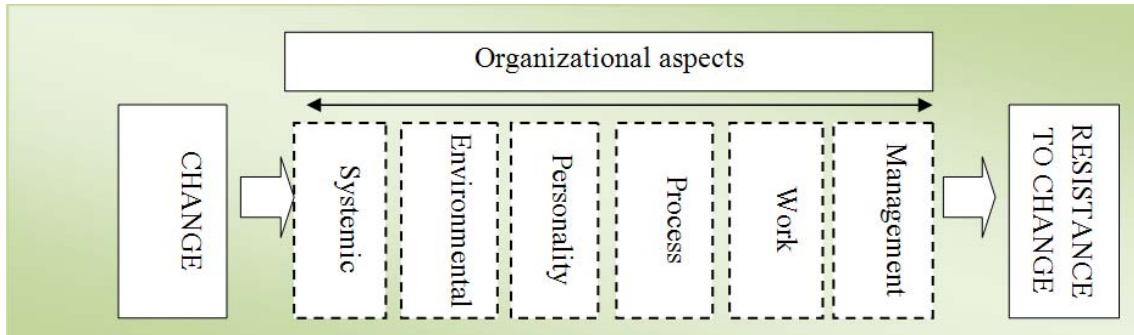 Organizational aspects
CHANGE
Systemic
Environmental
Personality
Process
Work
Management
RESISTANCE
TO CHANGE